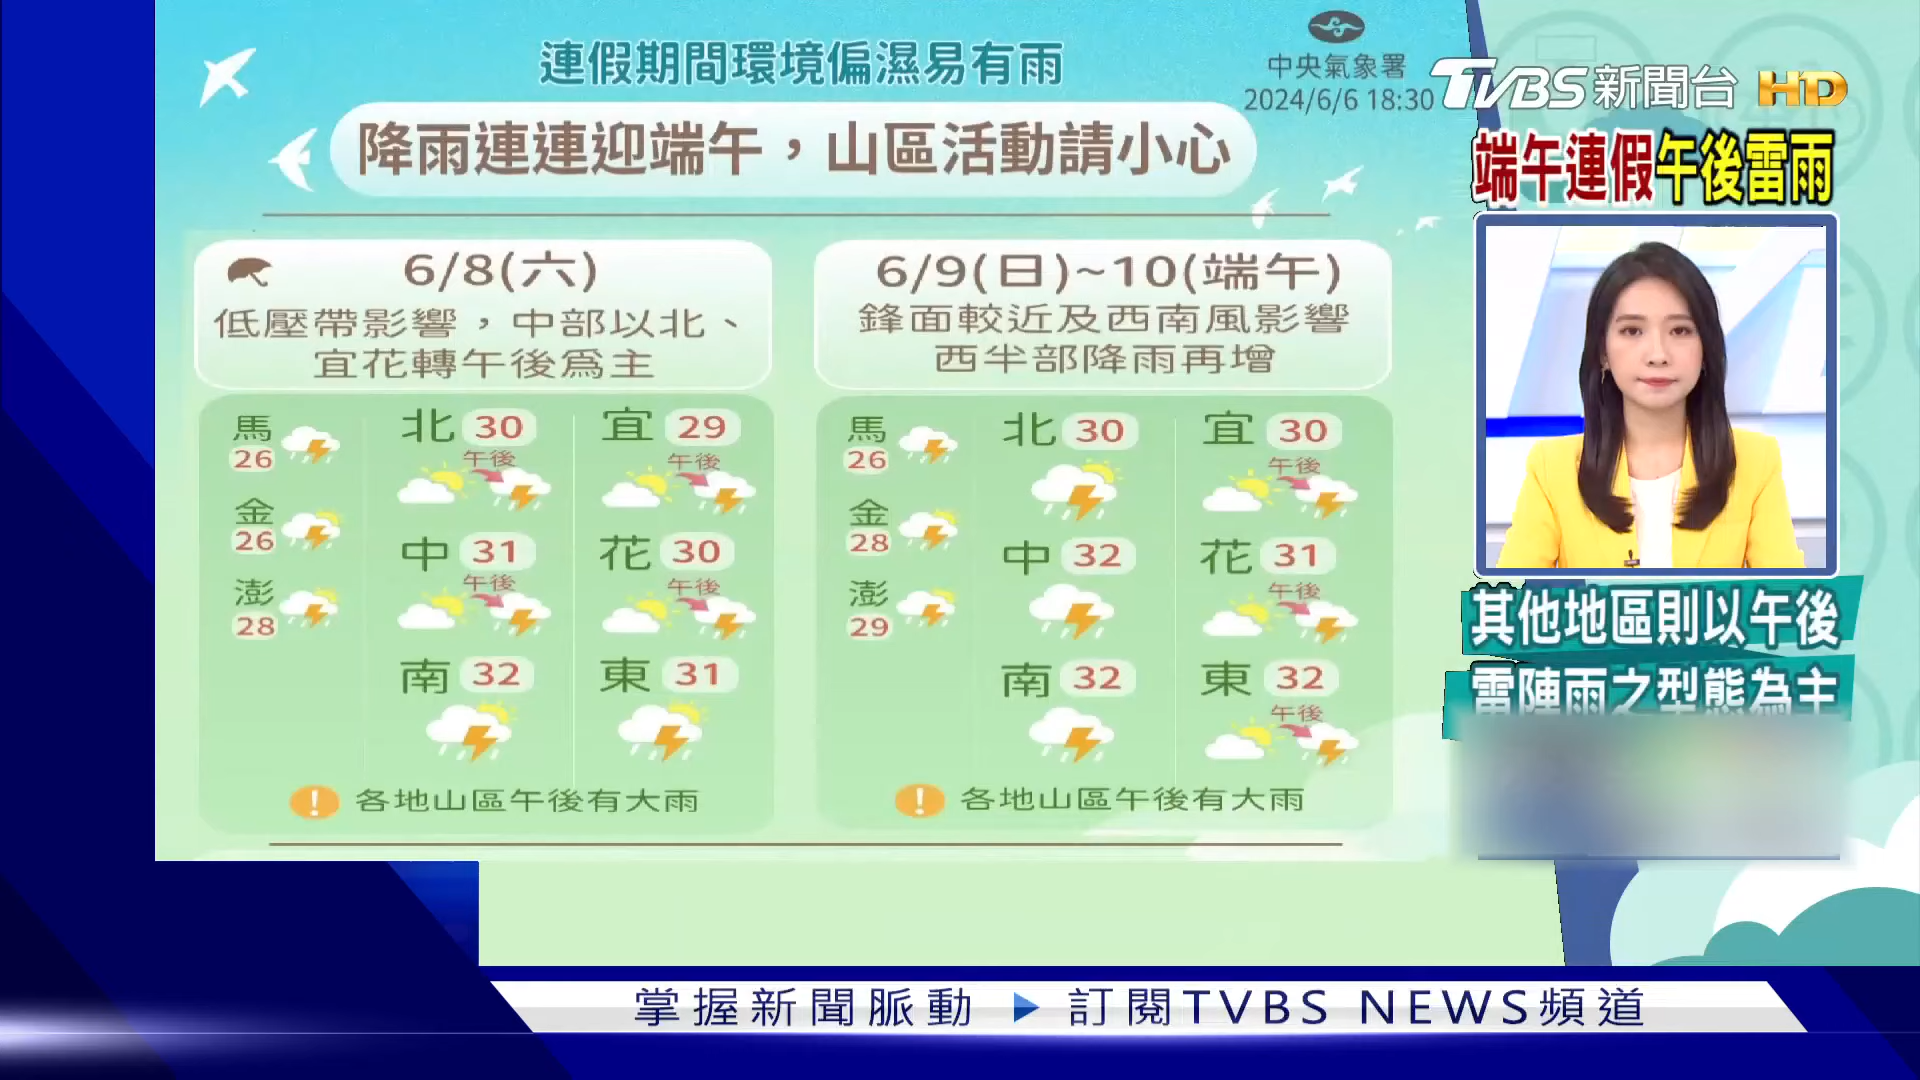 連假期間環境偏濕易有雨
中央氣象署
2024/6/6 18:30
TVBS新聞台 HD
降雨連連迎端午，山區活動請小心
端午連假午後雷雨
6/8(六)
低壓帶影響，中部以北、
宜花轉午後為主
馬 26
金 26
澎 28
北 30
午後
中 31
午後
南 32
宜 29
午後
花 30
午後
東 31
各地山區午後有大雨
6/9(日)~10(端午)
鋒面較近及西南風影響
西半部降雨再增
馬 26
金 28
澎 29
北 30
中 32
南 32
宜 30
午後
花 31
午後
東 32
午後
各地山區午後有大雨
其他地區則以午後
雷陣雨之型態為主
掌握新聞脈動 訂閱TVBS NEWS頻道